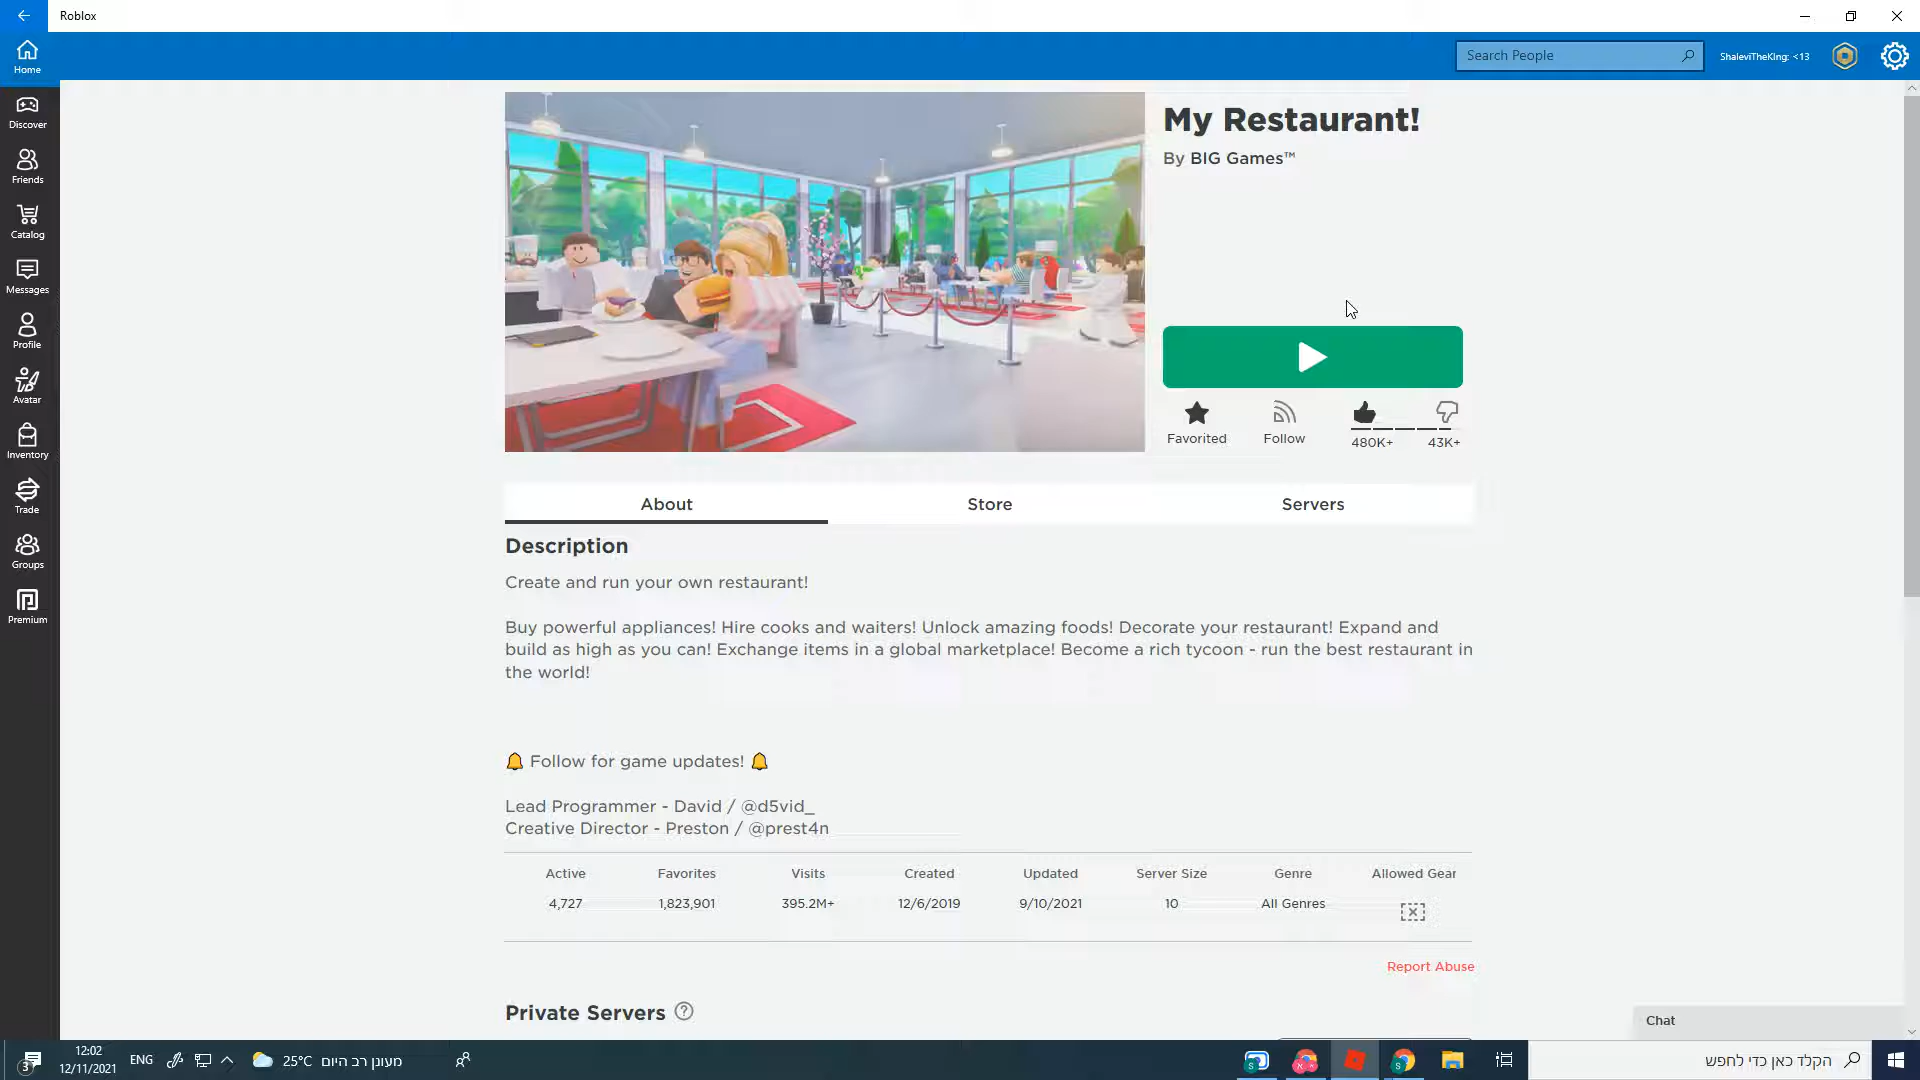 Roblox
Home
Search People
ShaleviTheKing: <13
Discover
Friends
Catalog
Messages
Profile
Avatar
Inventory
Trade
Groups
Premium
My Restaurant!
By BIG Games™
Favorited
Follow
480K+
43K+
About
Store
Servers
Description
Create and run your own restaurant!
Buy powerful appliances! Hire cooks and waiters! Unlock amazing foods! Decorate your restaurant! Expand and
build as high as you can! Exchange items in a global marketplace! Become a rich tycoon - run the best restaurant in
the world!
🔔 Follow for game updates! 🔔
Lead Programmer - David / @d5vid_
Creative Director - Preston / @prest4n
Active Favorites Visits Created Updated Server Size Genre Allowed Gear
4,727 1,823,901 395.2M+ 12/6/2019 9/10/2021 10 All Genres
Report Abuse
Private Servers
Chat
3
12:02
12/11/2021
ENG
25°C מעונן רב היום
הקלד כאן כדי לחפש